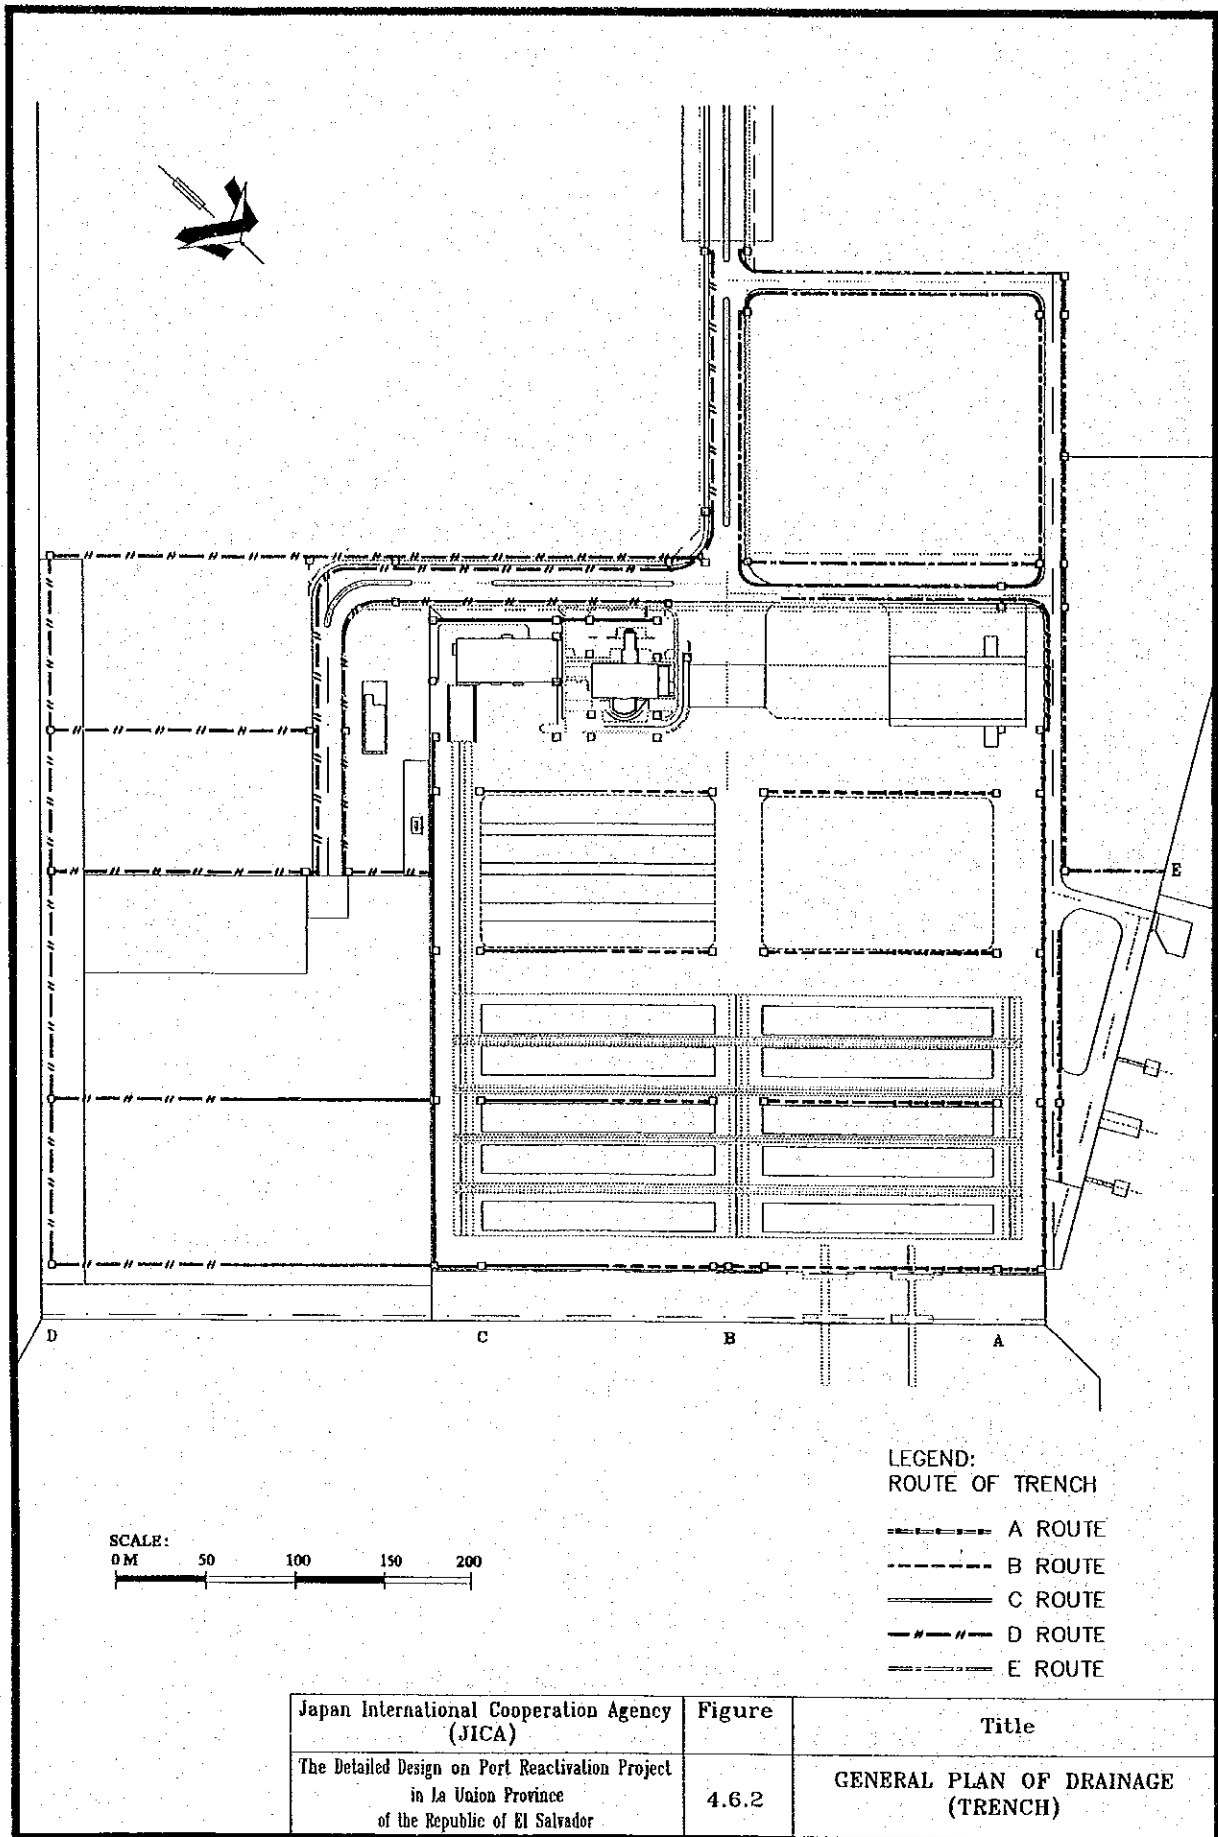 E
D
C
B
A
LEGEND:
ROUTE OF TRENCH
A ROUTE
B ROUTE
C ROUTE
D ROUTE
E ROUTE
SCALE:
0 M 50 100 150 200
Japan International Cooperation Agency
(JICA)
Figure
Title
The Detailed Design on Port Reactivation Project
in La Union Province
of the Republic of El Salvador
4.6.2
GENERAL PLAN OF DRAINAGE
(TRENCH)